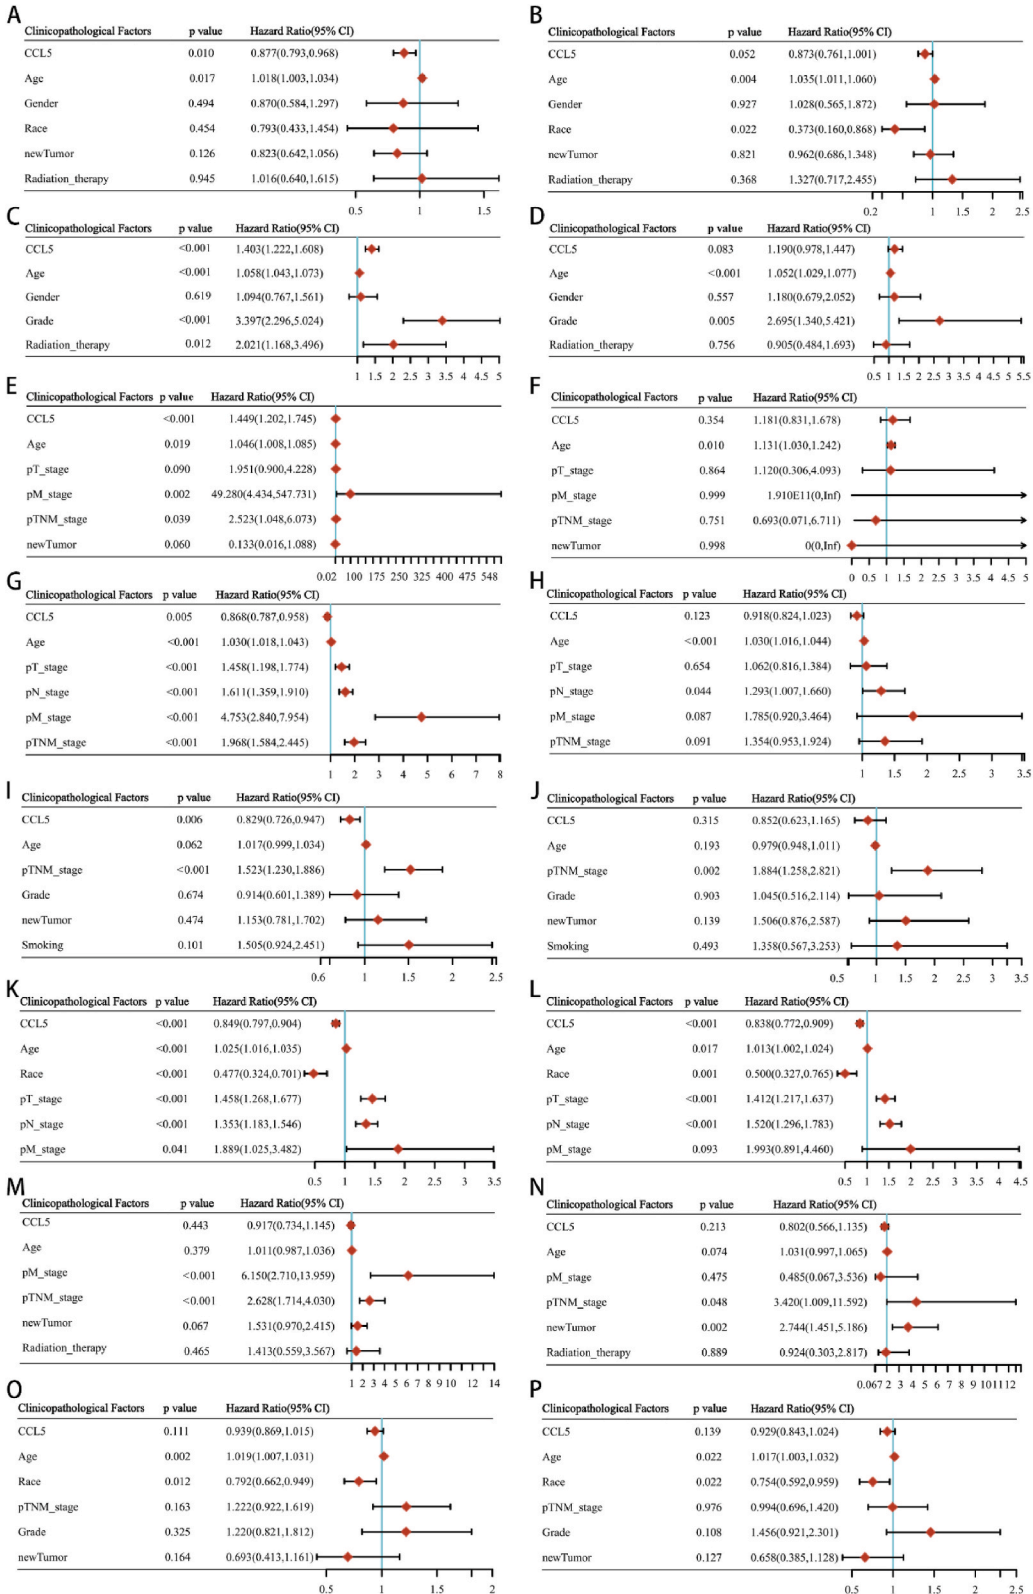 A
Clinicopathological Factors p value Hazard Ratio(95% CI)
CCL5 0.010 0.877(0.793,0.968)
Age 0.017 1.018(1.003,1.034)
Gender 0.494 0.870(0.584,1.297)
Race 0.454 0.793(0.433,1.454)
newTumor 0.126 0.823(0.642,1.056)
Radiation_therapy 0.945 1.016(0.640,1.615)
0.5 1 1.5
B
Clinicopathological Factors p value Hazard Ratio(95% CI)
CCL5 0.052 0.873(0.761,1.001)
Age 0.004 1.035(1.011,1.060)
Gender 0.927 1.028(0.565,1.872)
Race 0.022 0.373(0.160,0.868)
newTumor 0.821 0.962(0.686,1.348)
Radiation_therapy 0.368 1.327(0.717,2.455)
0.2 1 1.5 2 2.5
C
Clinicopathological Factors p value Hazard Ratio(95% CI)
CCL5 <0.001 1.403(1.222,1.608)
Age <0.001 1.058(1.043,1.073)
Gender 0.619 1.094(0.767,1.561)
Grade <0.001 3.397(2.296,5.024)
Radiation_therapy 0.012 2.021(1.168,3.496)
1 1.5 2 2.5 3 3.5 4 4.5 5
D
Clinicopathological Factors p value Hazard Ratio(95% CI)
CCL5 0.083 1.190(0.978,1.447)
Age <0.001 1.052(1.029,1.077)
Gender 0.557 1.180(0.679,2.052)
Grade 0.005 2.695(1.340,5.421)
Radiation_therapy 0.756 0.905(0.484,1.693)
0.5 1 1.5 2 2.5 3 3.5 4 4.5 5 5.5
E
Clinicopathological Factors p value Hazard Ratio(95% CI)
CCL5 <0.001 1.449(1.202,1.745)
Age 0.019 1.046(1.008,1.085)
pT_stage 0.090 1.951(0.900,4.228)
pM_stage 0.002 49.280(4.434,547.731)
pTNM_stage 0.039 2.523(1.048,6.073)
newTumor 0.060 0.133(0.016,1.088)
0.02 100 175 250 325 400 475 548
F
Clinicopathological Factors p value Hazard Ratio(95% CI)
CCL5 0.354 1.181(0.831,1.678)
Age 0.010 1.131(1.030,1.242)
pT_stage 0.864 1.120(0.306,4.093)
pM_stage 0.999 1.910E11(0,Inf)
pTNM_stage 0.751 0.693(0.071,6.711)
newTumor 0.998 0(0,Inf)
0 0.5 1 1.5 2 2.5 3 3.5 4 4.5 5
G
Clinicopathological Factors p value Hazard Ratio(95% CI)
CCL5 0.005 0.868(0.787,0.958)
Age <0.001 1.030(1.018,1.043)
pT_stage <0.001 1.458(1.198,1.774)
pN_stage <0.001 1.611(1.359,1.910)
pM_stage <0.001 4.753(2.840,7.954)
pTNM_stage <0.001 1.968(1.584,2.445)
1 2 3 4 5 6 7 8
H
Clinicopathological Factors p value Hazard Ratio(95% CI)
CCL5 0.123 0.918(0.824,1.023)
Age <0.001 1.030(1.016,1.044)
pT_stage 0.654 1.062(0.816,1.384)
pN_stage 0.044 1.293(1.007,1.660)
pM_stage 0.087 1.785(0.920,3.464)
pTNM_stage 0.091 1.354(0.953,1.924)
1 1.5 2 2.5 3 3.5
I
Clinicopathological Factors p value Hazard Ratio(95% CI)
CCL5 0.006 0.829(0.726,0.947)
Age 0.062 1.017(0.999,1.034)
pTNM_stage <0.001 1.523(1.230,1.886)
Grade 0.674 0.914(0.601,1.389)
newTumor 0.474 1.153(0.781,1.702)
Smoking 0.101 1.505(0.924,2.451)
0.6 1 1.5 2 2.5
J
Clinicopathological Factors p value Hazard Ratio(95% CI)
CCL5 0.315 0.852(0.623,1.165)
Age 0.193 0.979(0.948,1.011)
pTNM_stage 0.002 1.884(1.258,2.821)
Grade 0.903 1.045(0.516,2.114)
newTumor 0.139 1.506(0.876,2.587)
Smoking 0.493 1.358(0.567,3.253)
0.5 1 1.5 2 2.5 3 3.5
K
Clinicopathological Factors p value Hazard Ratio(95% CI)
CCL5 <0.001 0.849(0.797,0.904)
Age <0.001 1.025(1.016,1.035)
Race <0.001 0.477(0.324,0.701)
pT_stage <0.001 1.458(1.268,1.677)
pN_stage <0.001 1.353(1.183,1.546)
pM_stage 0.041 1.889(1.025,3.482)
0.5 1 1.5 2 2.5 3 3.5
L
Clinicopathological Factors p value Hazard Ratio(95% CI)
CCL5 <0.001 0.838(0.772,0.909)
Age 0.017 1.013(1.002,1.024)
Race 0.001 0.500(0.327,0.765)
pT_stage <0.001 1.412(1.217,1.637)
pN_stage <0.001 1.520(1.296,1.783)
pM_stage 0.093 1.993(0.891,4.460)
0.5 1 1.5 2 2.5 3 3.5 4 4.5
M
Clinicopathological Factors p value Hazard Ratio(95% CI)
CCL5 0.443 0.917(0.734,1.145)
Age 0.379 1.011(0.987,1.036)
pM_stage <0.001 6.150(2.710,13.959)
pTNM_stage <0.001 2.628(1.714,4.030)
newTumor 0.067 1.531(0.970,2.415)
Radiation_therapy 0.465 1.413(0.559,3.567)
1 2 3 4 5 6 7 8 9 10 12 14
N
Clinicopathological Factors p value Hazard Ratio(95% CI)
CCL5 0.213 0.802(0.566,1.135)
Age 0.074 1.031(0.997,1.065)
pM_stage 0.475 0.485(0.067,3.536)
pTNM_stage 0.048 3.420(1.009,11.592)
newTumor 0.002 2.744(1.451,5.186)
Radiation_therapy 0.889 0.924(0.303,2.817)
0.067 2 3 4 5 6 7 8 9 10 11 12
O
Clinicopathological Factors p value Hazard Ratio(95% CI)
CCL5 0.111 0.939(0.869,1.015)
Age 0.002 1.019(1.007,1.031)
Race 0.012 0.792(0.662,0.949)
pTNM_stage 0.163 1.222(0.922,1.619)
Grade 0.325 1.220(0.821,1.812)
newTumor 0.164 0.693(0.413,1.161)
0.5 1 1.5 2
P
Clinicopathological Factors p value Hazard Ratio(95% CI)
CCL5 0.139 0.929(0.843,1.024)
Age 0.022 1.017(1.003,1.032)
Race 0.022 0.754(0.592,0.959)
pTNM_stage 0.976 0.994(0.696,1.420)
Grade 0.108 1.456(0.921,2.301)
newTumor 0.127 0.658(0.385,1.128)
0.5 1 1.5 2 2.5